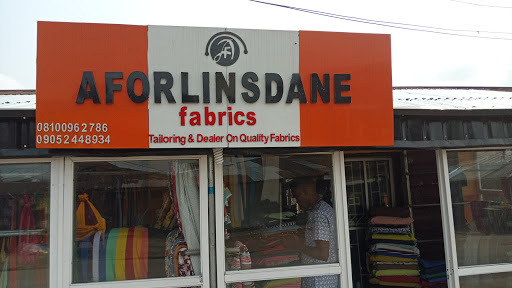 AFORLINSDANE
fabrics
Tailoring & Dealer On Quality Fabrics
08100962786
09052448934